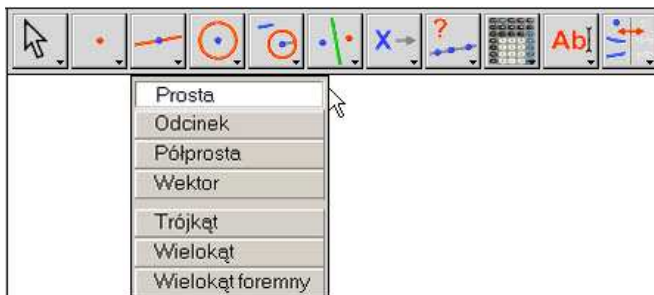 X
?
Ab
Prosta
Odcinek
Półprosta
Wektor
Trójkąt
Wielokąt
Wielokąt foremny